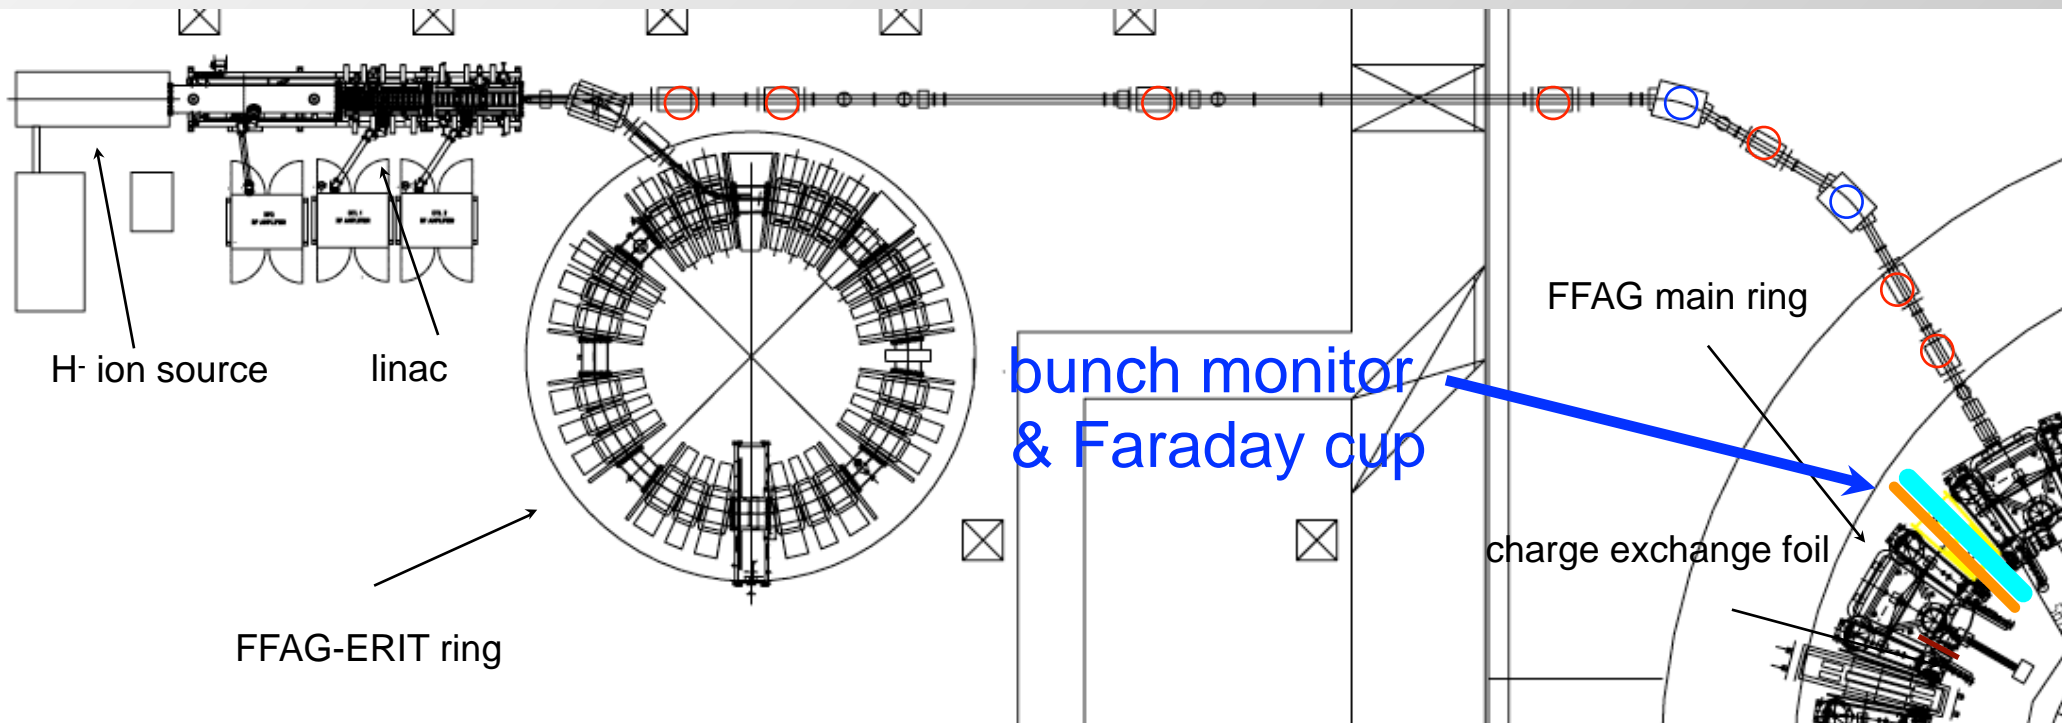 H- ion source
linac
FFAG-ERIT ring
bunch monitor
& Faraday cup
FFAG main ring
charge exchange foil